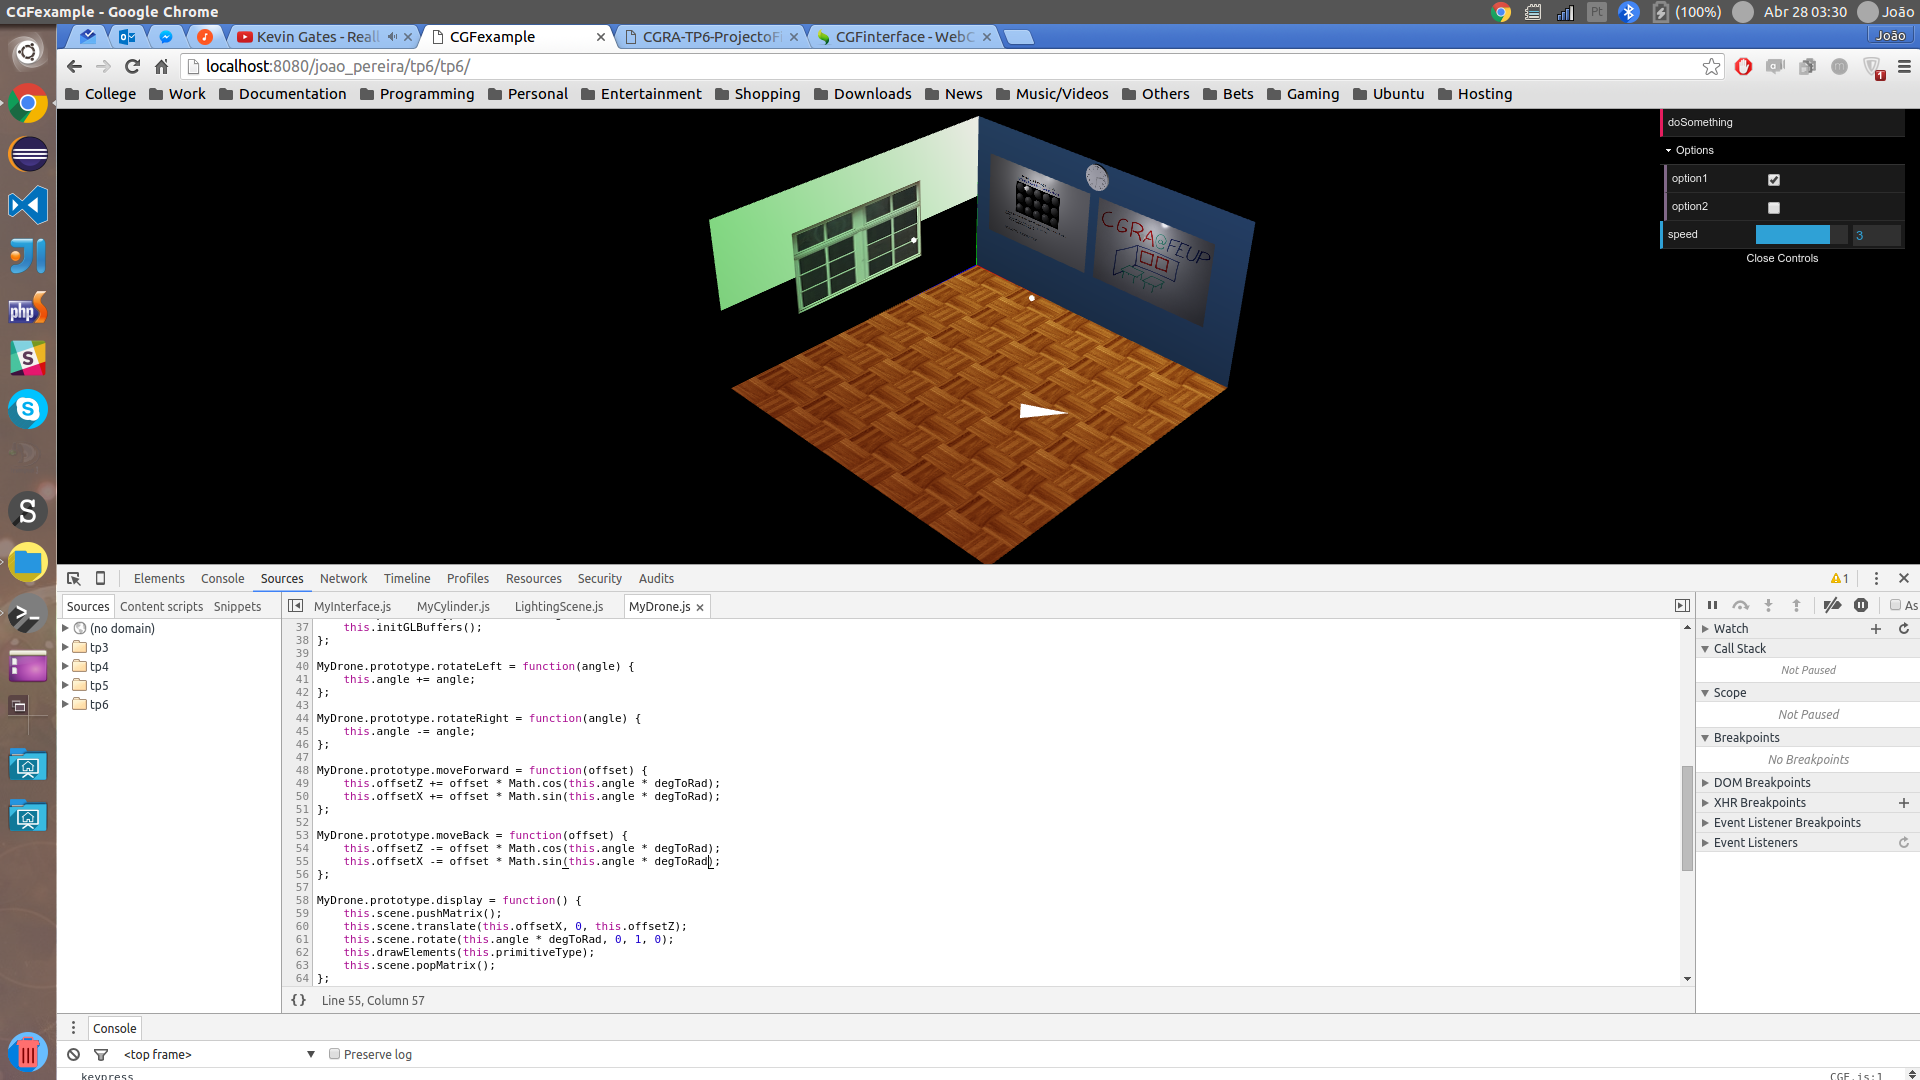 CGFexample - Google Chrome
Pt (100%) Abr 28 03:30 João
Kevin Gates - Reall
CGFexample
CGRA-TP6-ProjectoFi
CGFinterface - WebC
João
localhost:8080/joao_pereira/tp6/tp6/
1
College Work Documentation Programming Personal Entertainment Shopping Downloads News Music/Videos Others Bets Gaming Ubuntu Hosting
CGRA@FEUP
doSomething
Options
option1
option2
speed 3
Close Controls
Elements Console Sources Network Timeline Profiles Resources Security Audits 1
Sources Content scripts Snippets
MyInterface.js MyCylinder.js LightingScene.js MyDrone.js
As
(no domain)
tp3
tp4
tp5
tp6
37 this.initGLBuffers();
38 };
39
40 MyDrone.prototype.rotateLeft = function(angle) {
41 this.angle += angle;
42 };
43
44 MyDrone.prototype.rotateRight = function(angle) {
45 this.angle -= angle;
46 };
47
48 MyDrone.prototype.moveForward = function(offset) {
49 this.offsetZ += offset * Math.cos(this.angle * degToRad);
50 this.offsetX += offset * Math.sin(this.angle * degToRad);
51 };
52
53 MyDrone.prototype.moveBack = function(offset) {
54 this.offsetZ -= offset * Math.cos(this.angle * degToRad);
55 this.offsetX -= offset * Math.sin(this.angle * degToRad);
56 };
57
58 MyDrone.prototype.display = function() {
59 this.scene.pushMatrix();
60 this.scene.translate(this.offsetX, 0, this.offsetZ);
61 this.scene.rotate(this.angle * degToRad, 0, 1, 0);
62 this.drawElements(this.primitiveType);
63 this.scene.popMatrix();
64 };
{} Line 55, Column 57
Watch
Call Stack
Not Paused
Scope
Not Paused
Breakpoints
No Breakpoints
DOM Breakpoints
XHR Breakpoints
Event Listener Breakpoints
Event Listeners
Console
<top frame> Preserve log
keypress CGF.js:1
php